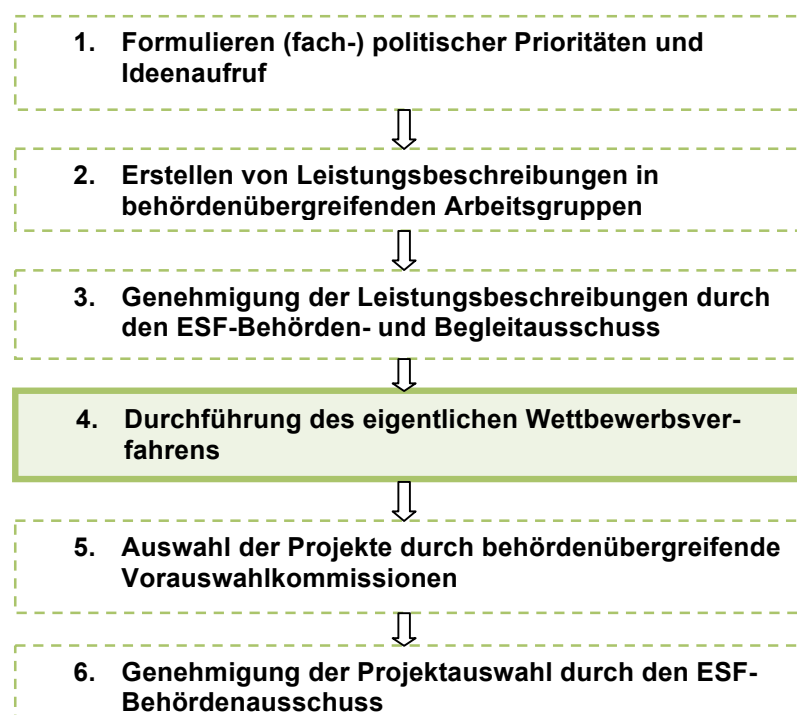 1. Formulieren (fach-) politischer Prioritäten und
Ideenaufruf
2. Erstellen von Leistungsbeschreibungen in
behördenübergreifenden Arbeitsgruppen
3. Genehmigung der Leistungsbeschreibungen durch
den ESF-Behörden- und Begleitausschuss
4. Durchführung des eigentlichen Wettbewerbsver-
fahrens
5. Auswahl der Projekte durch behördenübergreifende
Vorauswahlkommissionen
6. Genehmigung der Projektauswahl durch den ESF-
Behördenausschuss